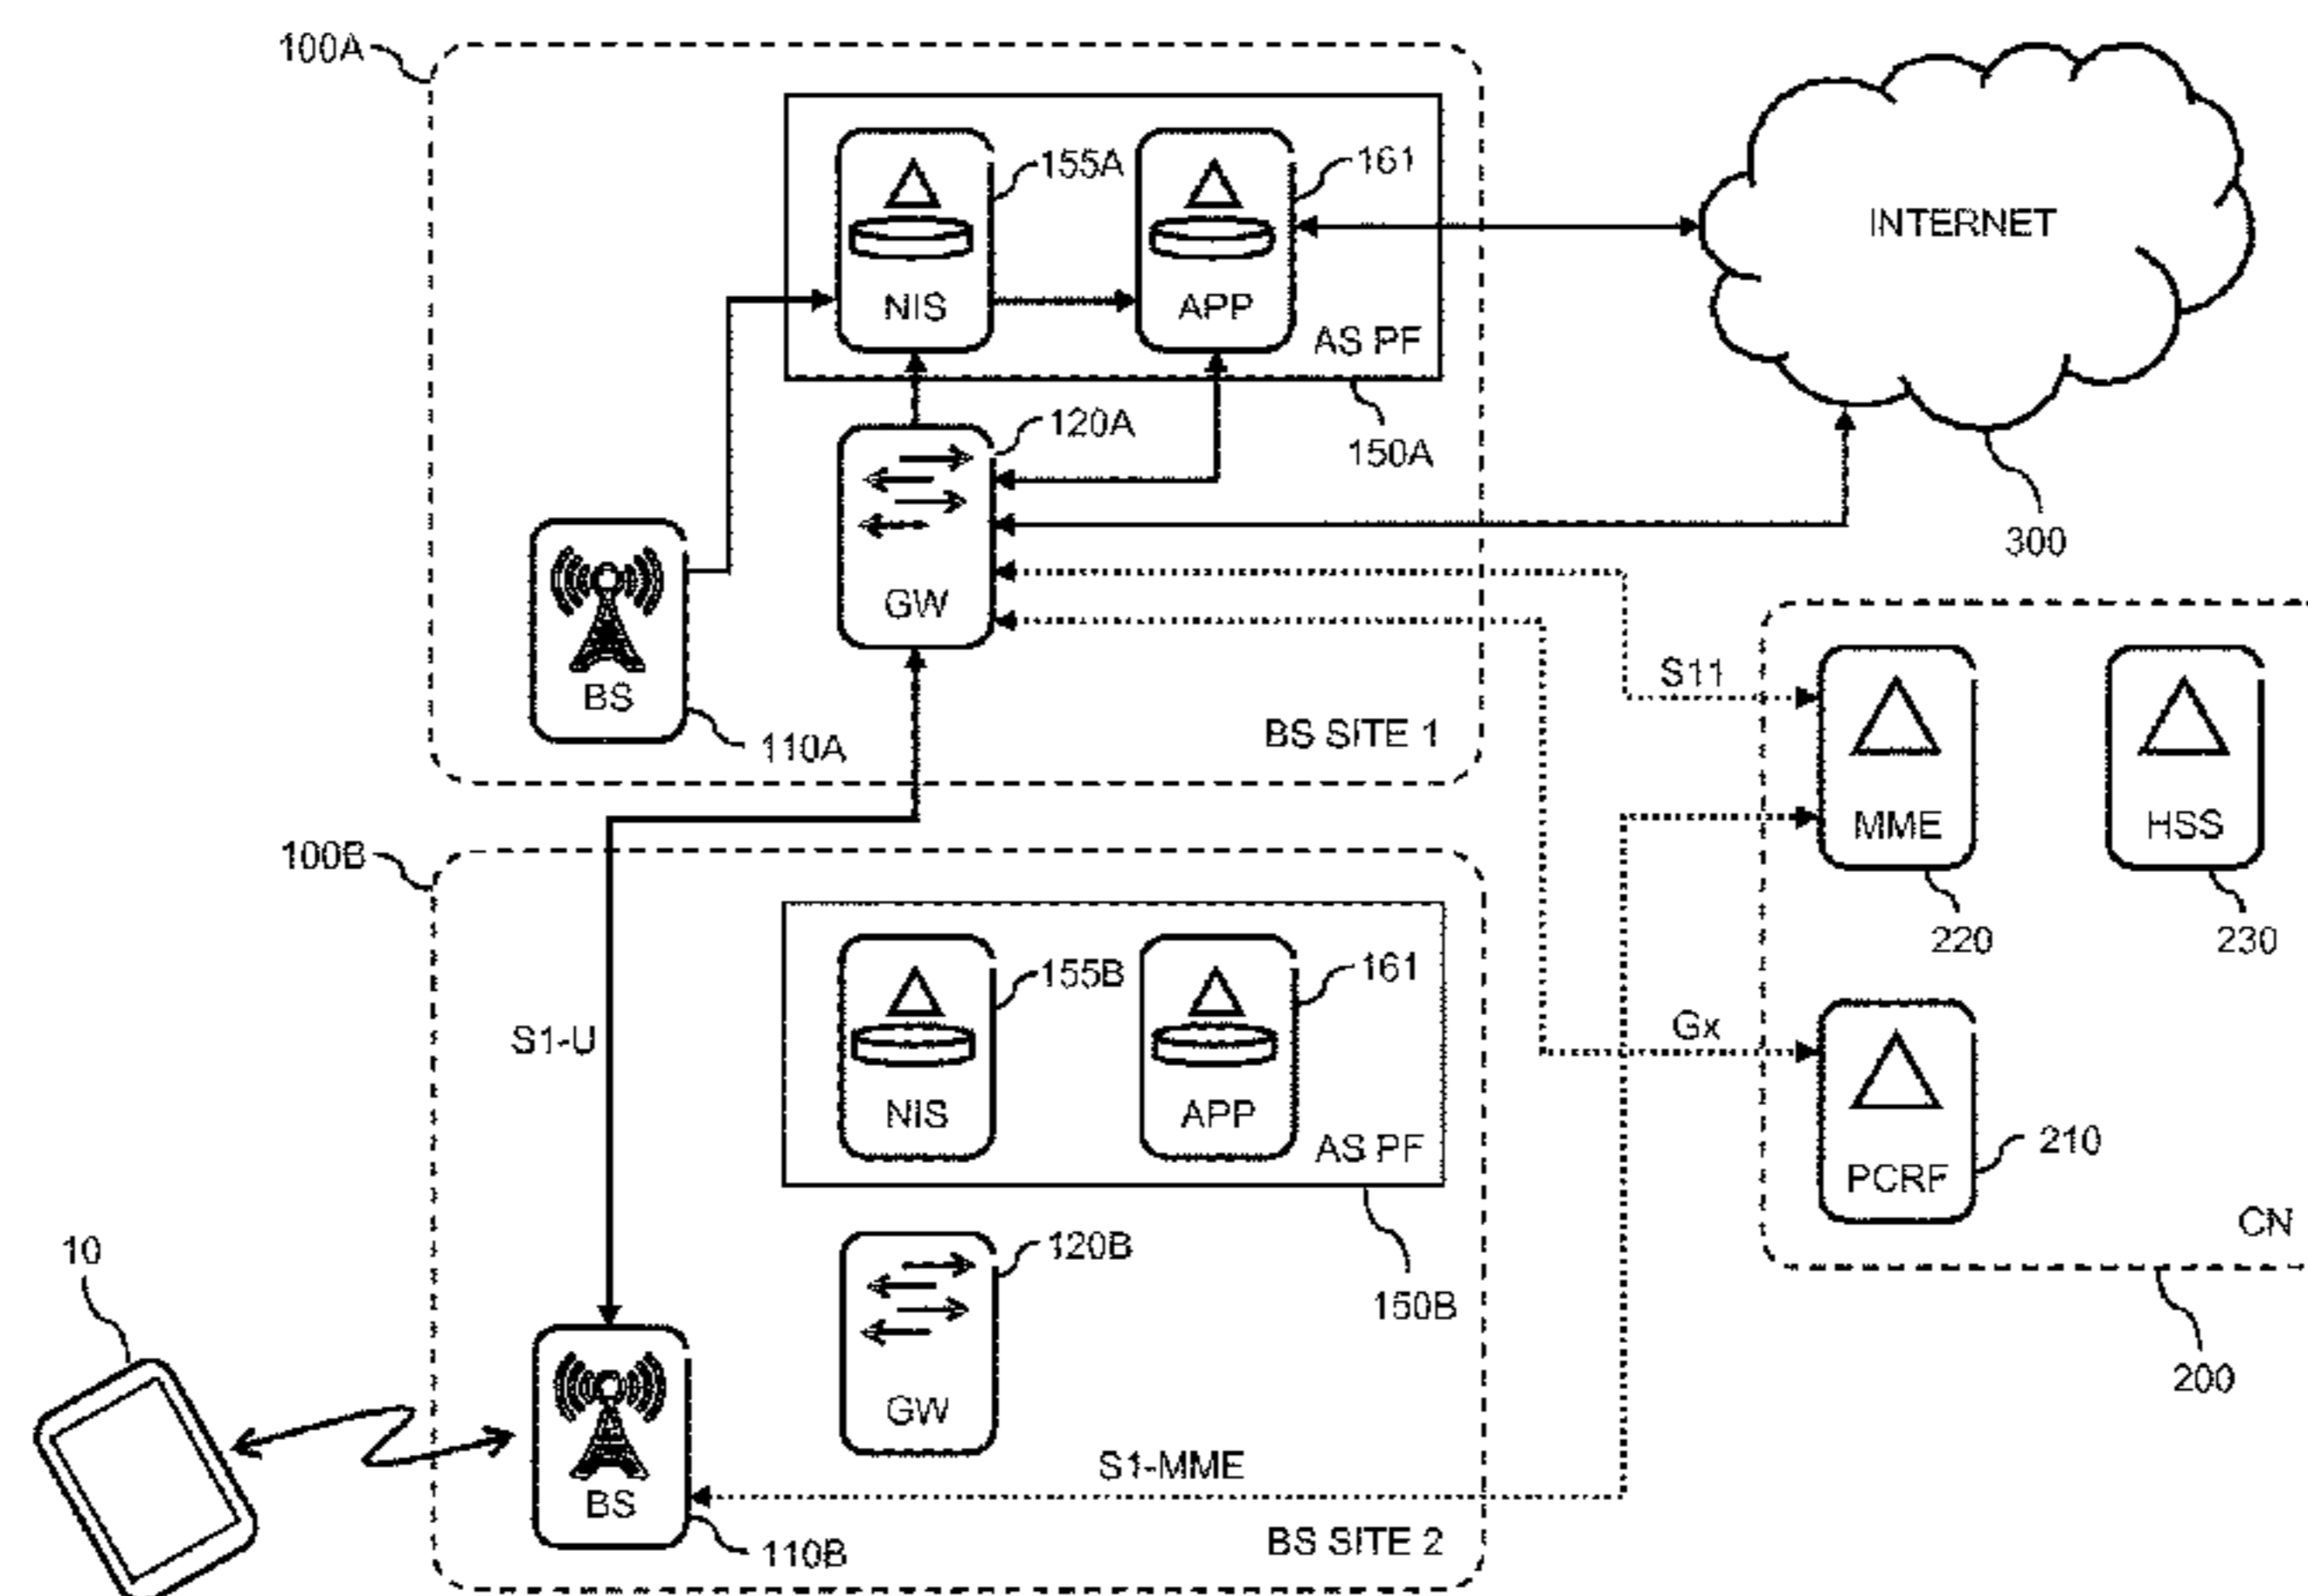 100A
155A
161
NIS
APP
AS PF
INTERNET
120A
150A
300
GW
BS
110A
BS SITE 1
S11
MME
HSS
220
230
100B
155B
161
S1-U
NIS
APP
AS PF
Gx
PCRF
210
CN
200
10
120B
150B
GW
S1-MME
BS
110B
BS SITE 2